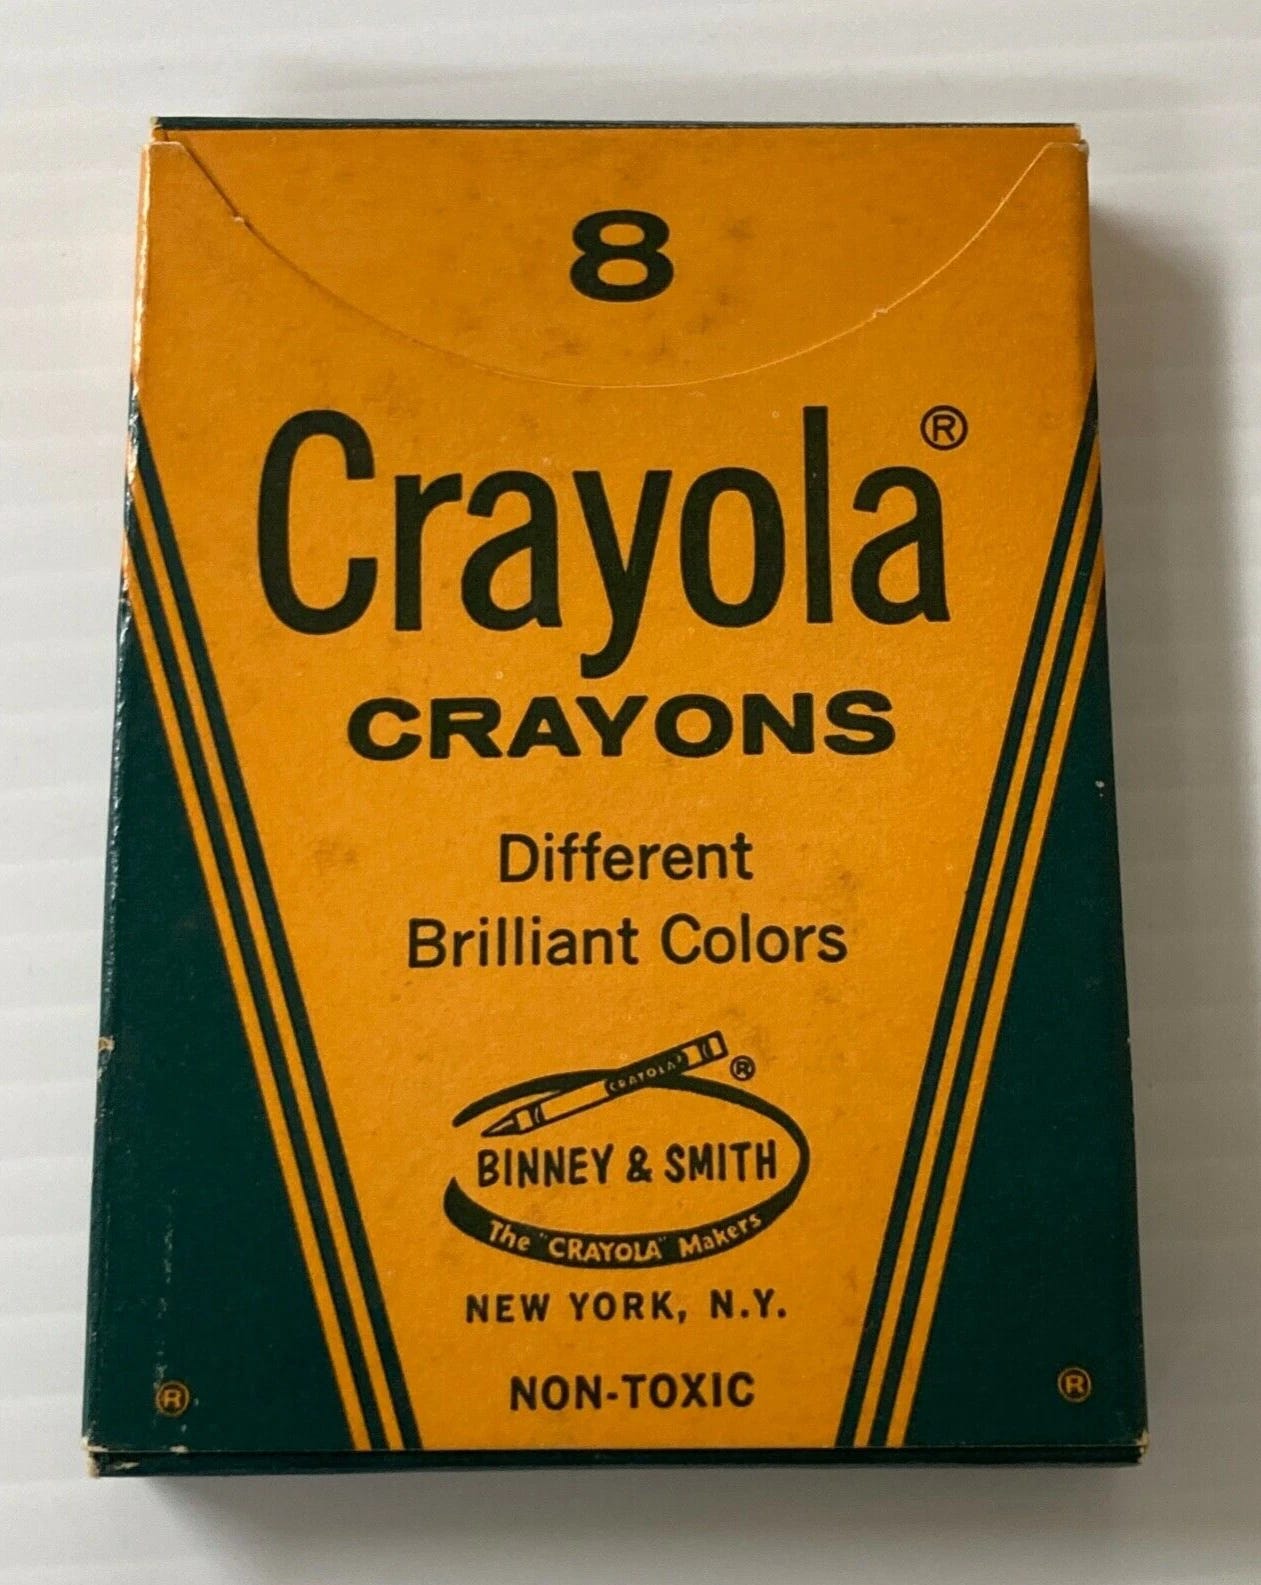 8
Crayola®
CRAYONS
Different
Brilliant Colors
CRAYOLA ®
BINNEY & SMITH
The "CRAYOLA" Makers
NEW YORK, N.Y.
NON-TOXIC
® ®